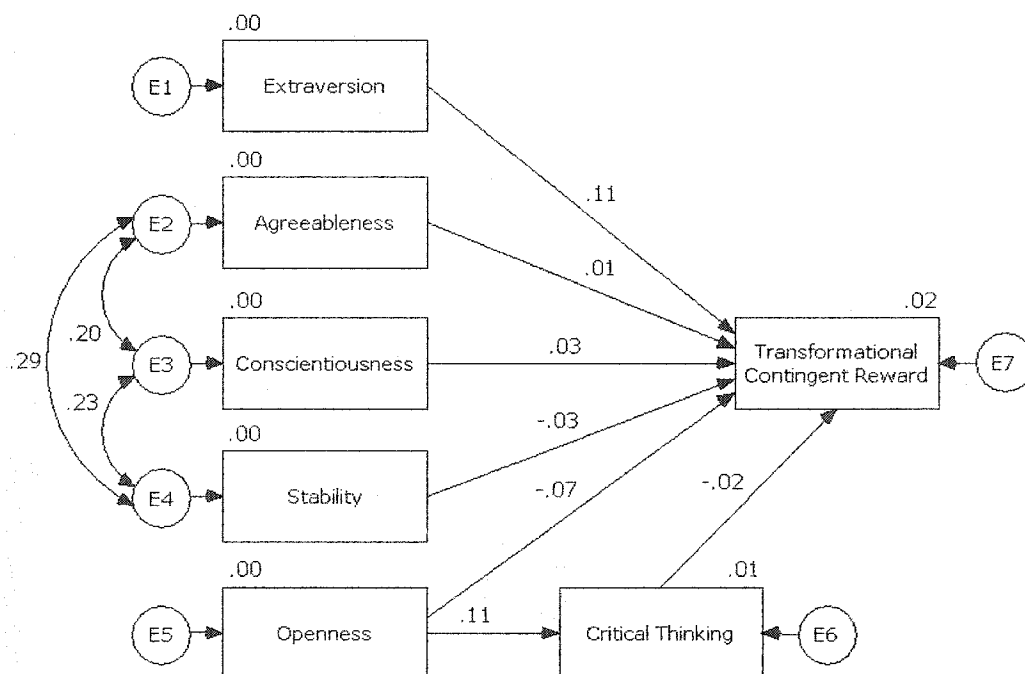 .00
E1
Extraversion
.11
.00
E2
Agreeableness
.01
.00
.02
.20
.29
E3
Conscientiousness
.03
Transformational
Contingent Reward
E7
.23
.00
-.03
E4
Stability
-.07
-.02
.00
.01
E5
Openness
.11
Critical Thinking
E6